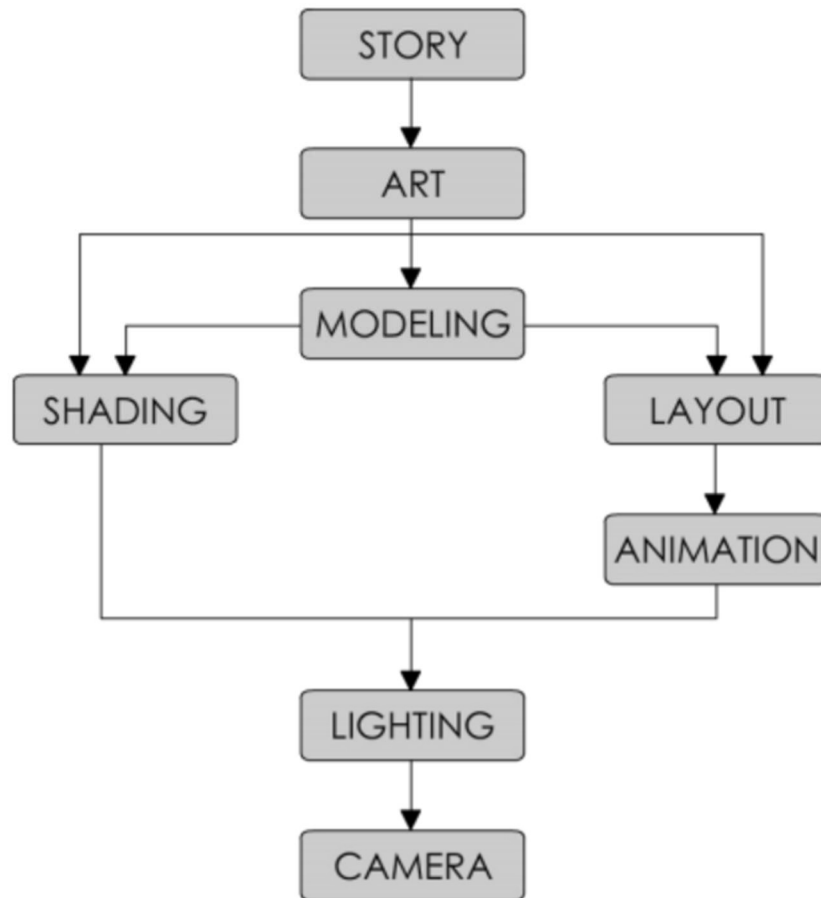 STORY
ART
MODELING
SHADING
LAYOUT
ANIMATION
LIGHTING
CAMERA